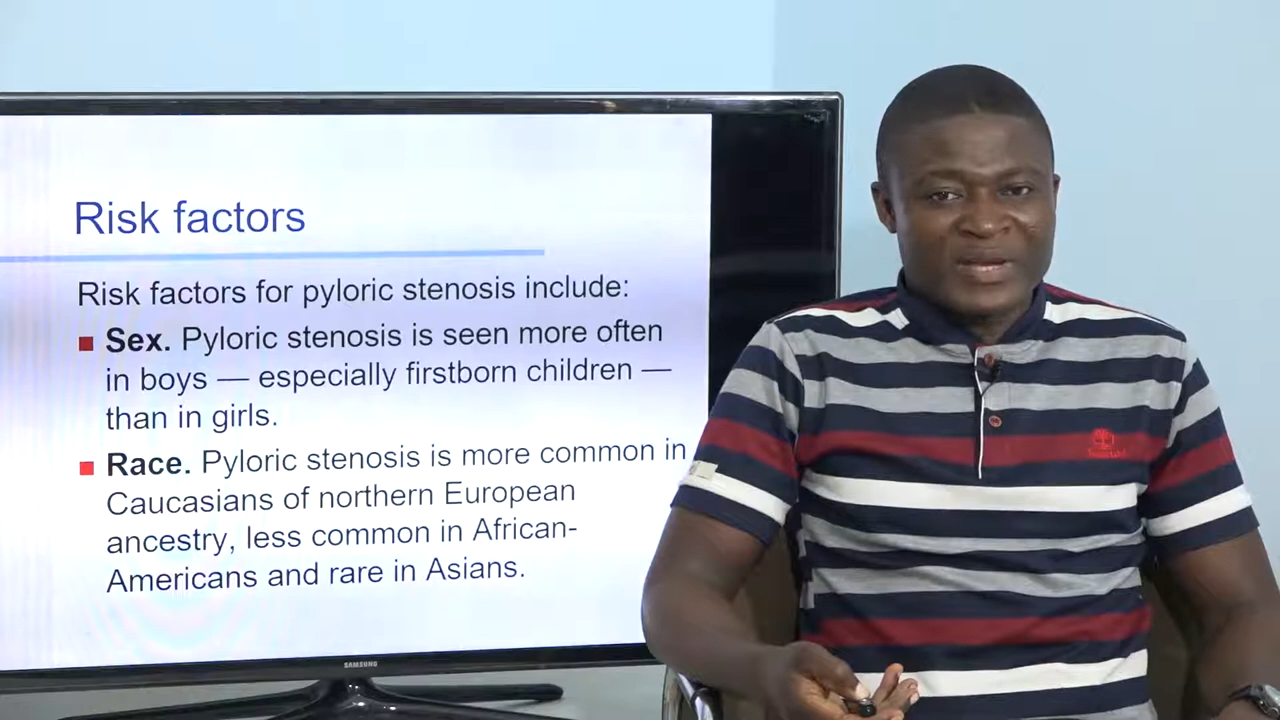 Risk factors
Risk factors for pyloric stenosis include:
Sex. Pyloric stenosis is seen more often
in boys — especially firstborn children —
than in girls.
Race. Pyloric stenosis is more common in
Caucasians of northern European
ancestry, less common in African-
Americans and rare in Asians.
SAMSUNG